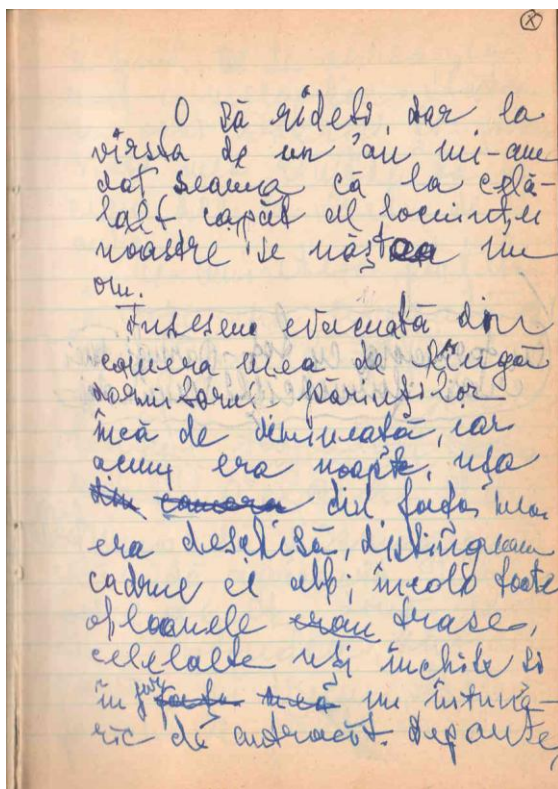 X
O să rîdeți, dar la
vîrsta de un an mi-am
dat seama că la celă-
lalt capăt al locuinței
noastre se năștea un
om.
Fusesem evacuată din
camera mea de lîngă
dormitorul părinților
încă de dimineață, iar
acum era noapte, ușa
din camera din fața mea
era deschisă, distingeam
cadrul ei alb; încolo toate
obloanele erau trase,
celelalte uși închise și
în jur fața mea un întune-
ric de antracit. Departe,